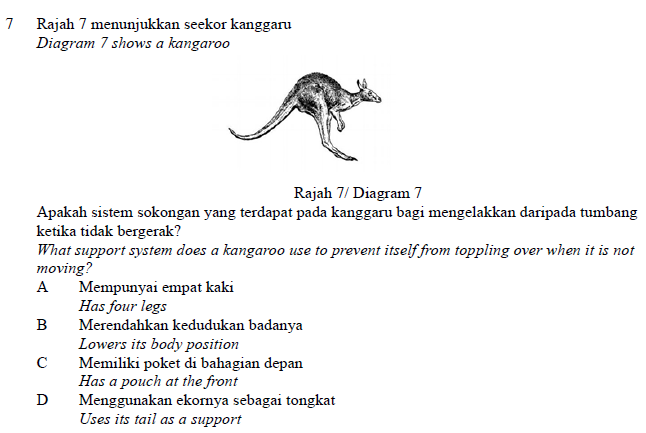 7 Rajah 7 menunjukkan seekor kanggaru
Diagram 7 shows a kangaroo
Rajah 7/ Diagram 7
Apakah sistem sokongan yang terdapat pada kanggaru bagi mengelakkan daripada tumbang
ketika tidak bergerak?
What support system does a kangaroo use to prevent itself from toppling over when it is not
moving?
A Mempunyai empat kaki
Has four legs
B Merendahkan kedudukan badanya
Lowers its body position
C Memiliki poket di bahagian depan
Has a pouch at the front
D Menggunakan ekornya sebagai tongkat
Uses its tail as a support